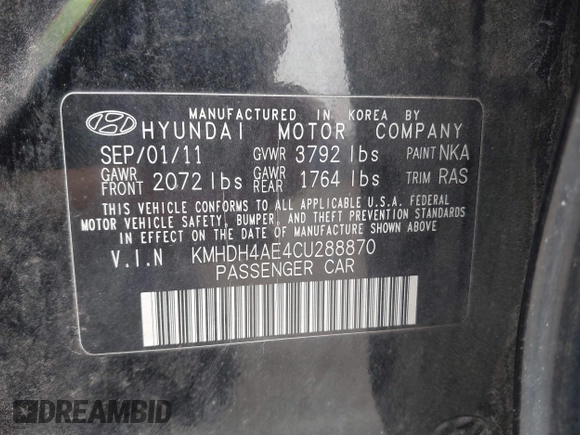 MANUFACTURED IN KOREA BY
HYUNDAI MOTOR COMPANY
SEP/01/11 GVWR 3792 lbs PAINT NKA
GAWR FRONT 2072 lbs GAWR REAR 1764 lbs TRIM RAS
THIS VEHICLE CONFORMS TO ALL APPLICABLE U.S.A. FEDERAL
MOTOR VEHICLE SAFETY, BUMPER, AND THEFT PREVENTION
STANDARDS IN EFFECT ON THE DATE OF MANUFACTURE SHOWN ABOVE.
V.I.N KMHDH4AE4CU288870
PASSENGER CAR
DREAMBID